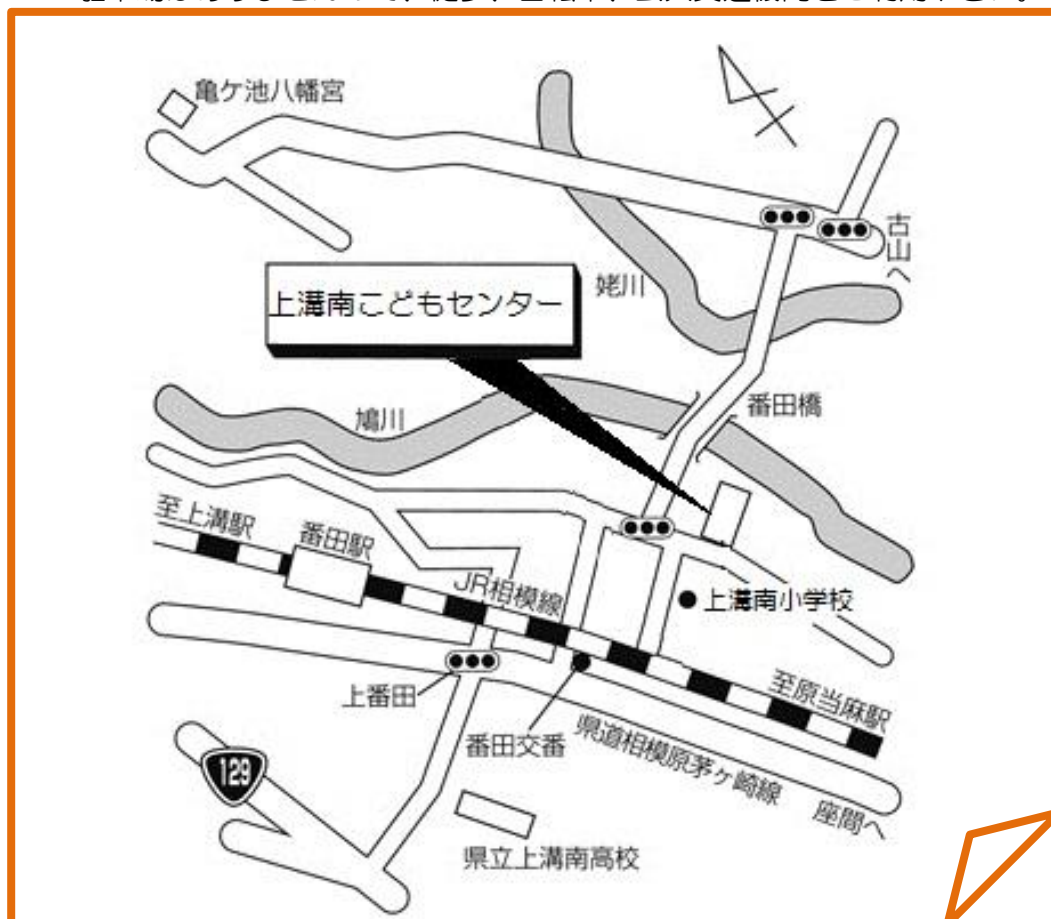 亀ケ池八幡宮
古山へ
姥川
上溝南こどもセンター
番田橋
鳩川
至上溝駅
番田駅
JR相模線
上溝南小学校
至原当麻駅
上番田
番田交番
県道相模原茅ヶ崎線
座間へ
129
県立上溝南高校